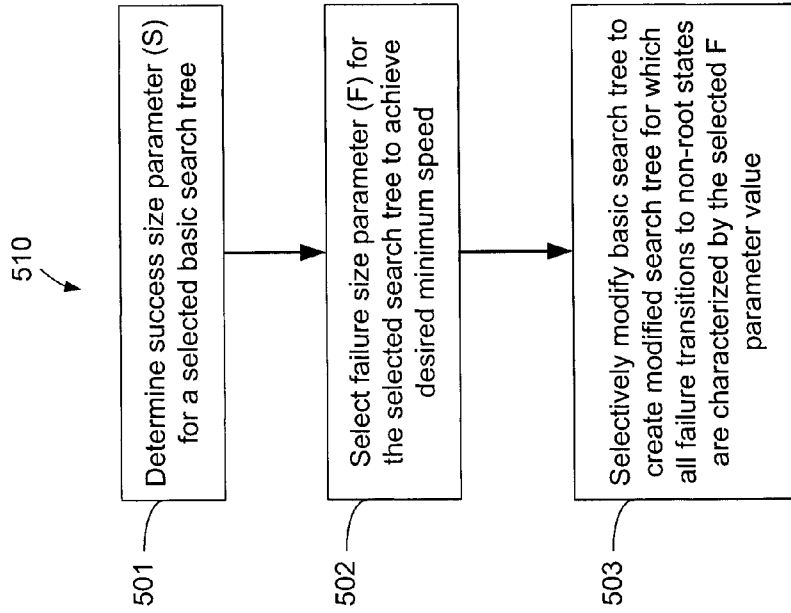 510
501
Determine success size parameter (S)
for a selected basic search tree
502
Select failure size parameter (F) for
the selected search tree to achieve
desired minimum speed
503
Selectively modify basic search tree to
create modified search tree for which
all failure transitions to non-root states
are characterized by the selected F
parameter value